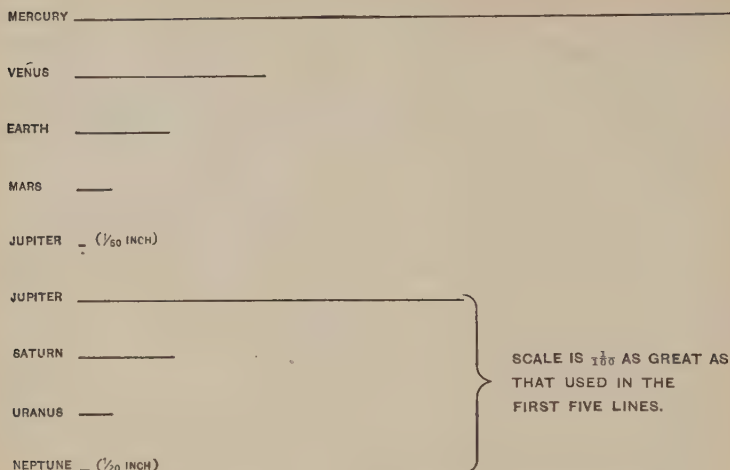 MERCURY
VENUS
EARTH
MARS
JUPITER (1/50 INCH)
JUPITER
SATURN
SCALE IS 1/100 AS GREAT AS
THAT USED IN THE
FIRST FIVE LINES.
URANUS
NEPTUNE (1/20 INCH)